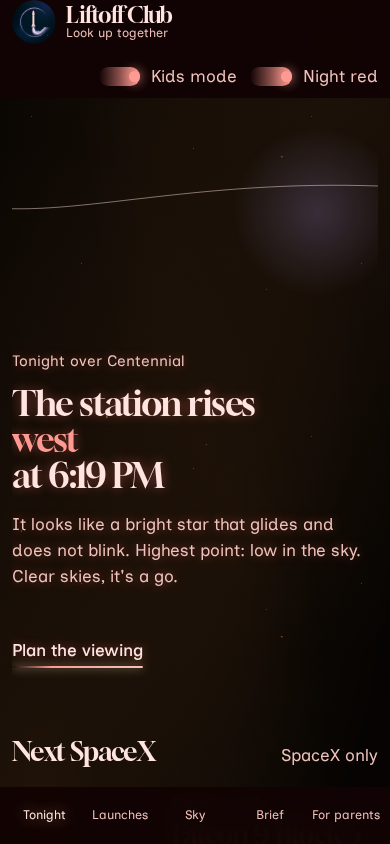 Liftoff Club
Look up together
Kids mode
Night red
Tonight over Centennial
The station rises
west
at 6:19 PM
It looks like a bright star that glides and
does not blink. Highest point: low in the sky.
Clear skies, it's a go.
Plan the viewing
Next SpaceX
SpaceX only
Tonight
Launches
Sky
Brief
For parents